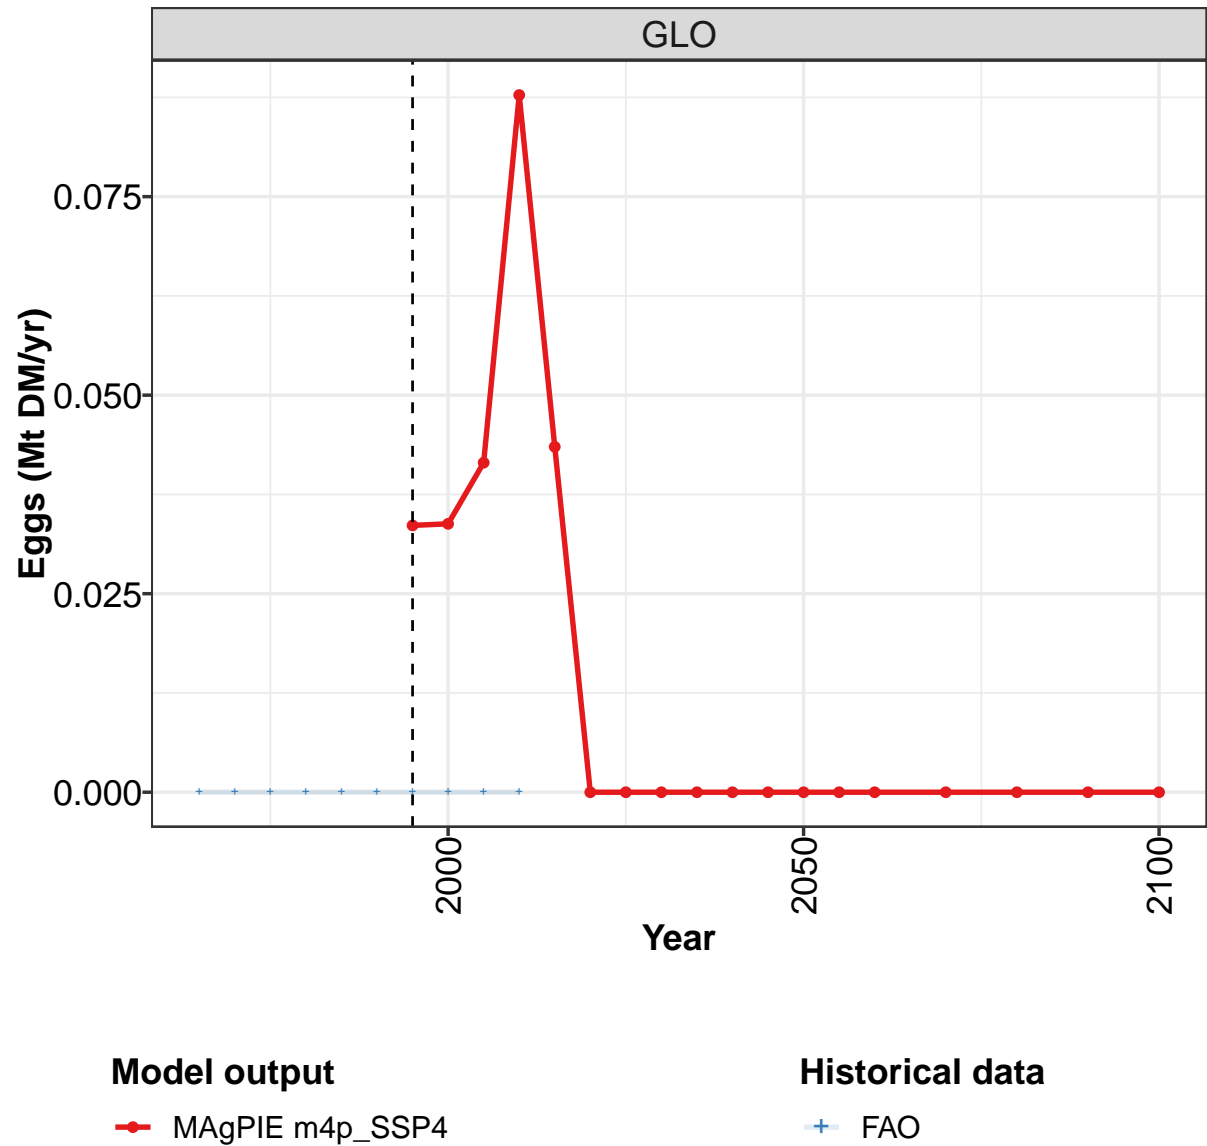 GLO
0.075
0.050
0.025
0.000
Eggs (Mt DM/yr)
2000
2050
2100
Year
Model output
Historical data
MAgPIE m4p_SSP4
FAO